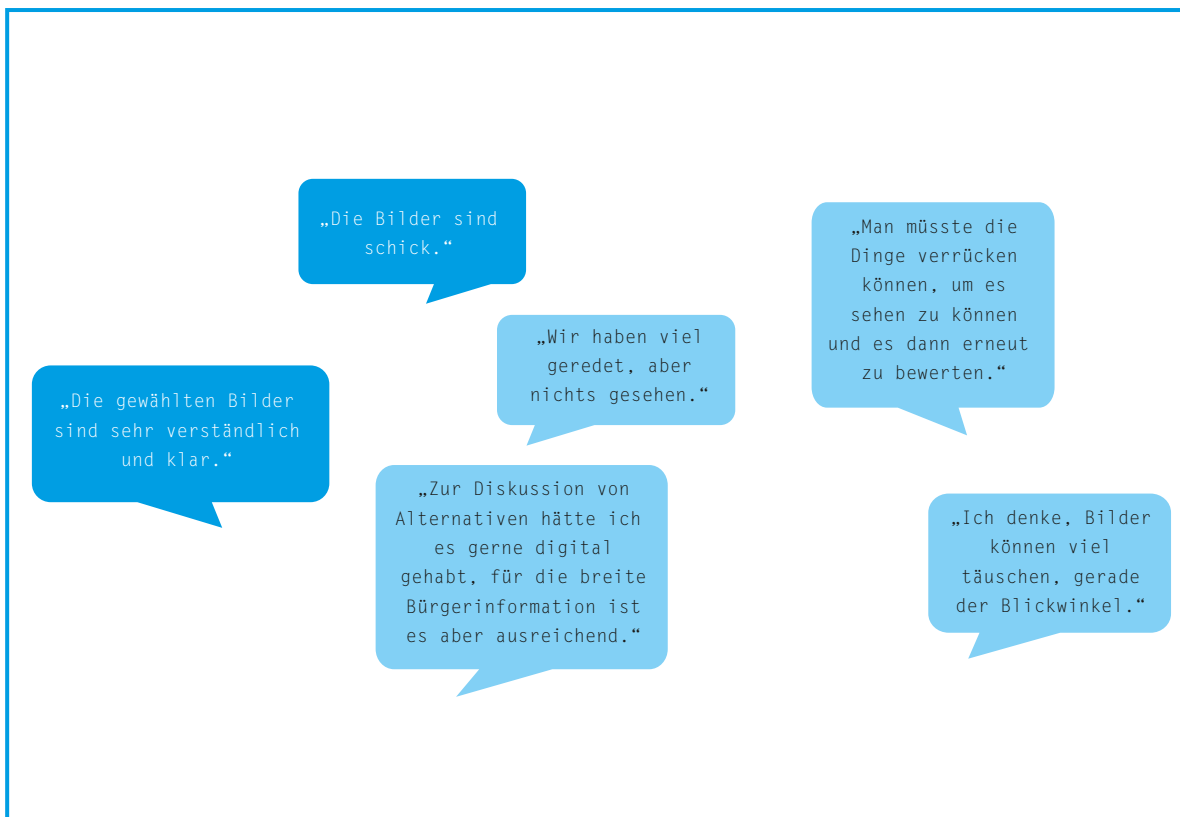 „Die Bilder sind
schick.“
„Man müsste die
Dinge verrücken
können, um es
sehen zu können
und es dann erneut
zu bewerten.“
„Wir haben viel
geredet, aber
nichts gesehen.“
„Die gewählten Bilder
sind sehr verständlich
und klar.“
„Zur Diskussion von
Alternativen hätte ich
es gerne digital
gehabt, für die breite
Bürgerinformation ist
es aber ausreichend.“
„Ich denke, Bilder
können viel
täuschen, gerade
der Blickwinkel.“